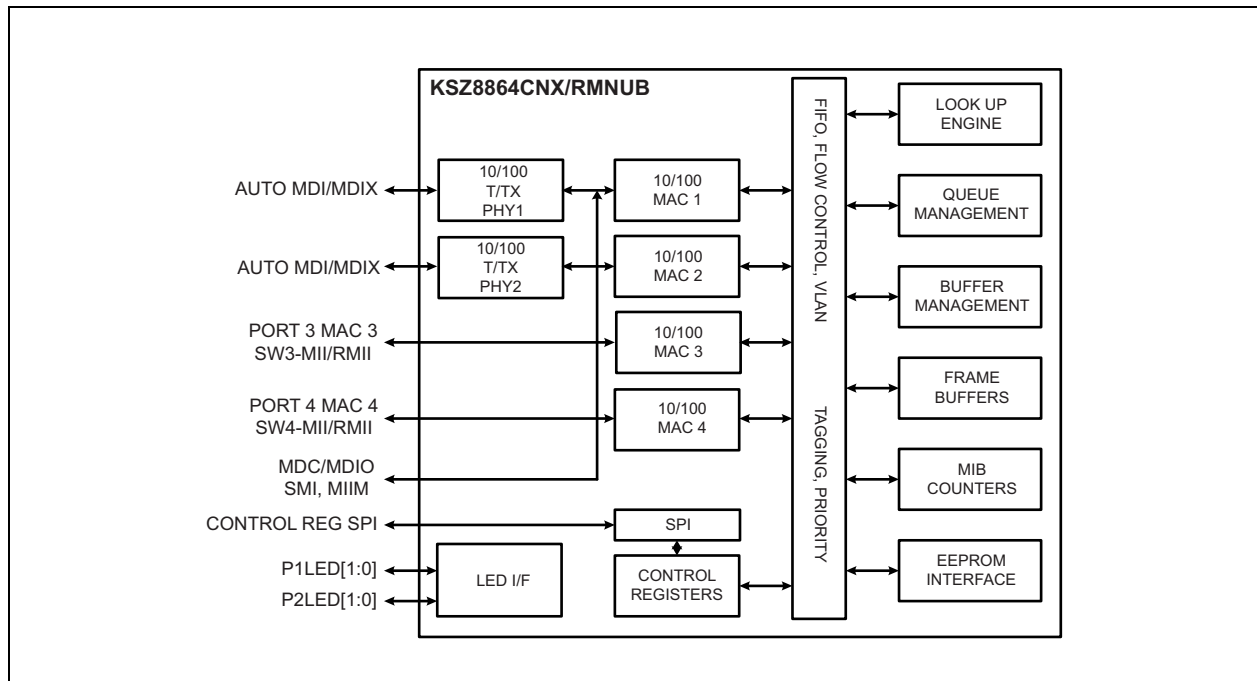 KSZ8864CNX/RMNUB
AUTO MDI/MDIX
10/100
T/TX
PHY1
10/100
MAC 1
AUTO MDI/MDIX
10/100
T/TX
PHY2
10/100
MAC 2
PORT 3 MAC 3
SW3-MII/RMII
10/100
MAC 3
PORT 4 MAC 4
SW4-MII/RMII
10/100
MAC 4
MDC/MDIO
SMI, MIIM
CONTROL REG SPI
SPI
P1LED[1:0]
P2LED[1:0]
LED I/F
CONTROL
REGISTERS
FIFO, FLOW CONTROL, VLAN
TAGGING, PRIORITY
LOOK UP
ENGINE
QUEUE
MANAGEMENT
BUFFER
MANAGEMENT
FRAME
BUFFERS
MIB
COUNTERS
EEPROM
INTERFACE